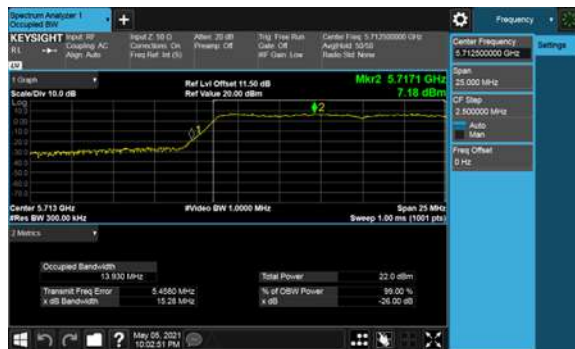 Spectrum Analyzer 1
Occupied BW
+
Frequency
KEYSIGHT Input: RF
RL
Coupling: AC
Align: Auto
Input Z: 50 Ω
Corrections: On
Freq Ref: Int (S)
Atten: 20 dB
Preamp: Off
Trig: Free Run
Gate: Off
#IF Gain: Low
Center Freq: 5.712500000 GHz
Avg|Hold: 50/50
Radio Std: None
Center Frequency
5.712500000 GHz
Settings
Span
25.000 MHz
CF Step
2.500000 MHz
Auto
Man
Freq Offset
0 Hz
1 Graph
Scale/Div 10.0 dB
Ref Lvl Offset 11.50 dB
Ref Value 20.00 dBm
Mkr2 5.7171 GHz
7.18 dBm
Log
10.0
0.00
Center 5.713 GHz
#Res BW 300.00 kHz
#Video BW 1.0000 MHz
Span 25 MHz
Sweep 1.00 ms (1001 pts)
2 Metrics
Occupied Bandwidth
13.930 MHz
Total Power
22.0 dBm
Transmit Freq Error
5.4580 MHz
% of OBW Power
99.00 %
x dB Bandwidth
15.28 MHz
x dB
-26.00 dB
?
May 05, 2021
10:02:51 PM